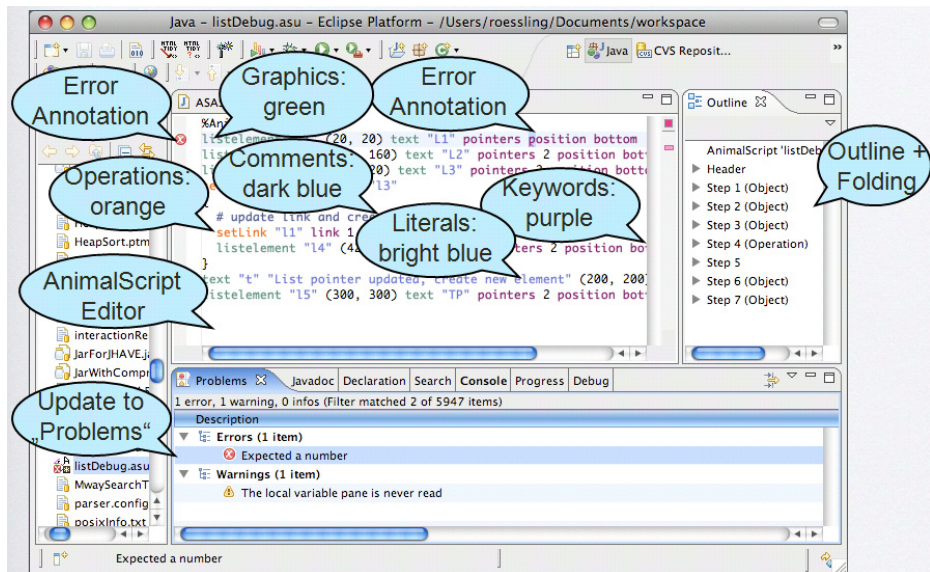 Java – listDebug.asu – Eclipse Platform – /Users/roessling/Documents/workspace
Java
CVS Reposit...
»
Error
Annotation
Graphics:
green
Error
Annotation
Operations:
orange
Comments:
dark blue
Keywords:
purple
Literals:
bright blue
Outline +
Folding
AnimalScript
Editor
Update to
„Problems“
%Ani
(20, 20) text "L1" pointers position bottom
160) text "L2" pointers 2 position bot
20) text "L3" pointers 2 position bot
"l3"
# update link and cre
setLink "l1" link 1
listelement "l4" (42
ters 2 position bot
}
text "t" "List pointer updated, create new element" (200, 200)
listelement "l5" (300, 300) text "TP" pointers 2 position bot
Outline
AnimalScript 'listDeb
Header
Step 1 (Object)
Step 2 (Object)
Step 3 (Object)
Step 4 (Operation)
Step 5
Step 6 (Object)
Step 7 (Object)
HeapSort.ptm
interactionRe
JarForJHAVE.ja
JarWithCompr
listDebug.asu
MwaySearchT
parser.config
posixInfo.txt
Problems
Javadoc
Declaration
Search
Console
Progress
Debug
1 error, 1 warning, 0 infos (Filter matched 2 of 5947 items)
Description
Errors (1 item)
Expected a number
Warnings (1 item)
The local variable pane is never read
Expected a number